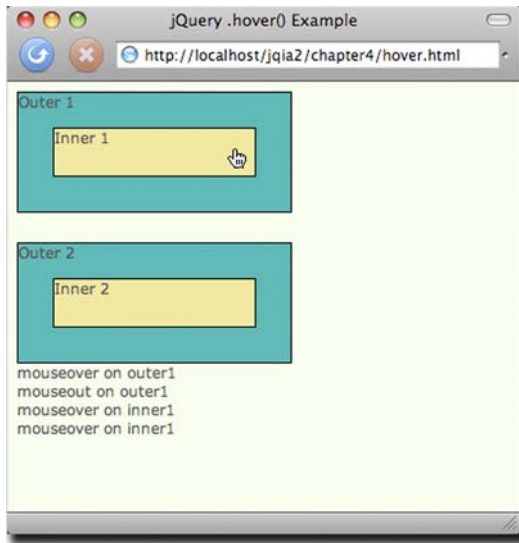 jQuery .hover() Example
http://localhost/jqia2/chapter4/hover.html
Outer 1
Inner 1
Outer 2
Inner 2
mouseover on outer1
mouseout on outer1
mouseover on inner1
mouseover on inner1